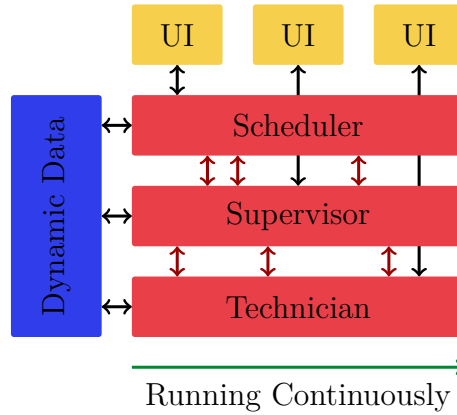 UI
UI
UI
Scheduler
Dynamic Data
Supervisor
Technician
Running Continuously